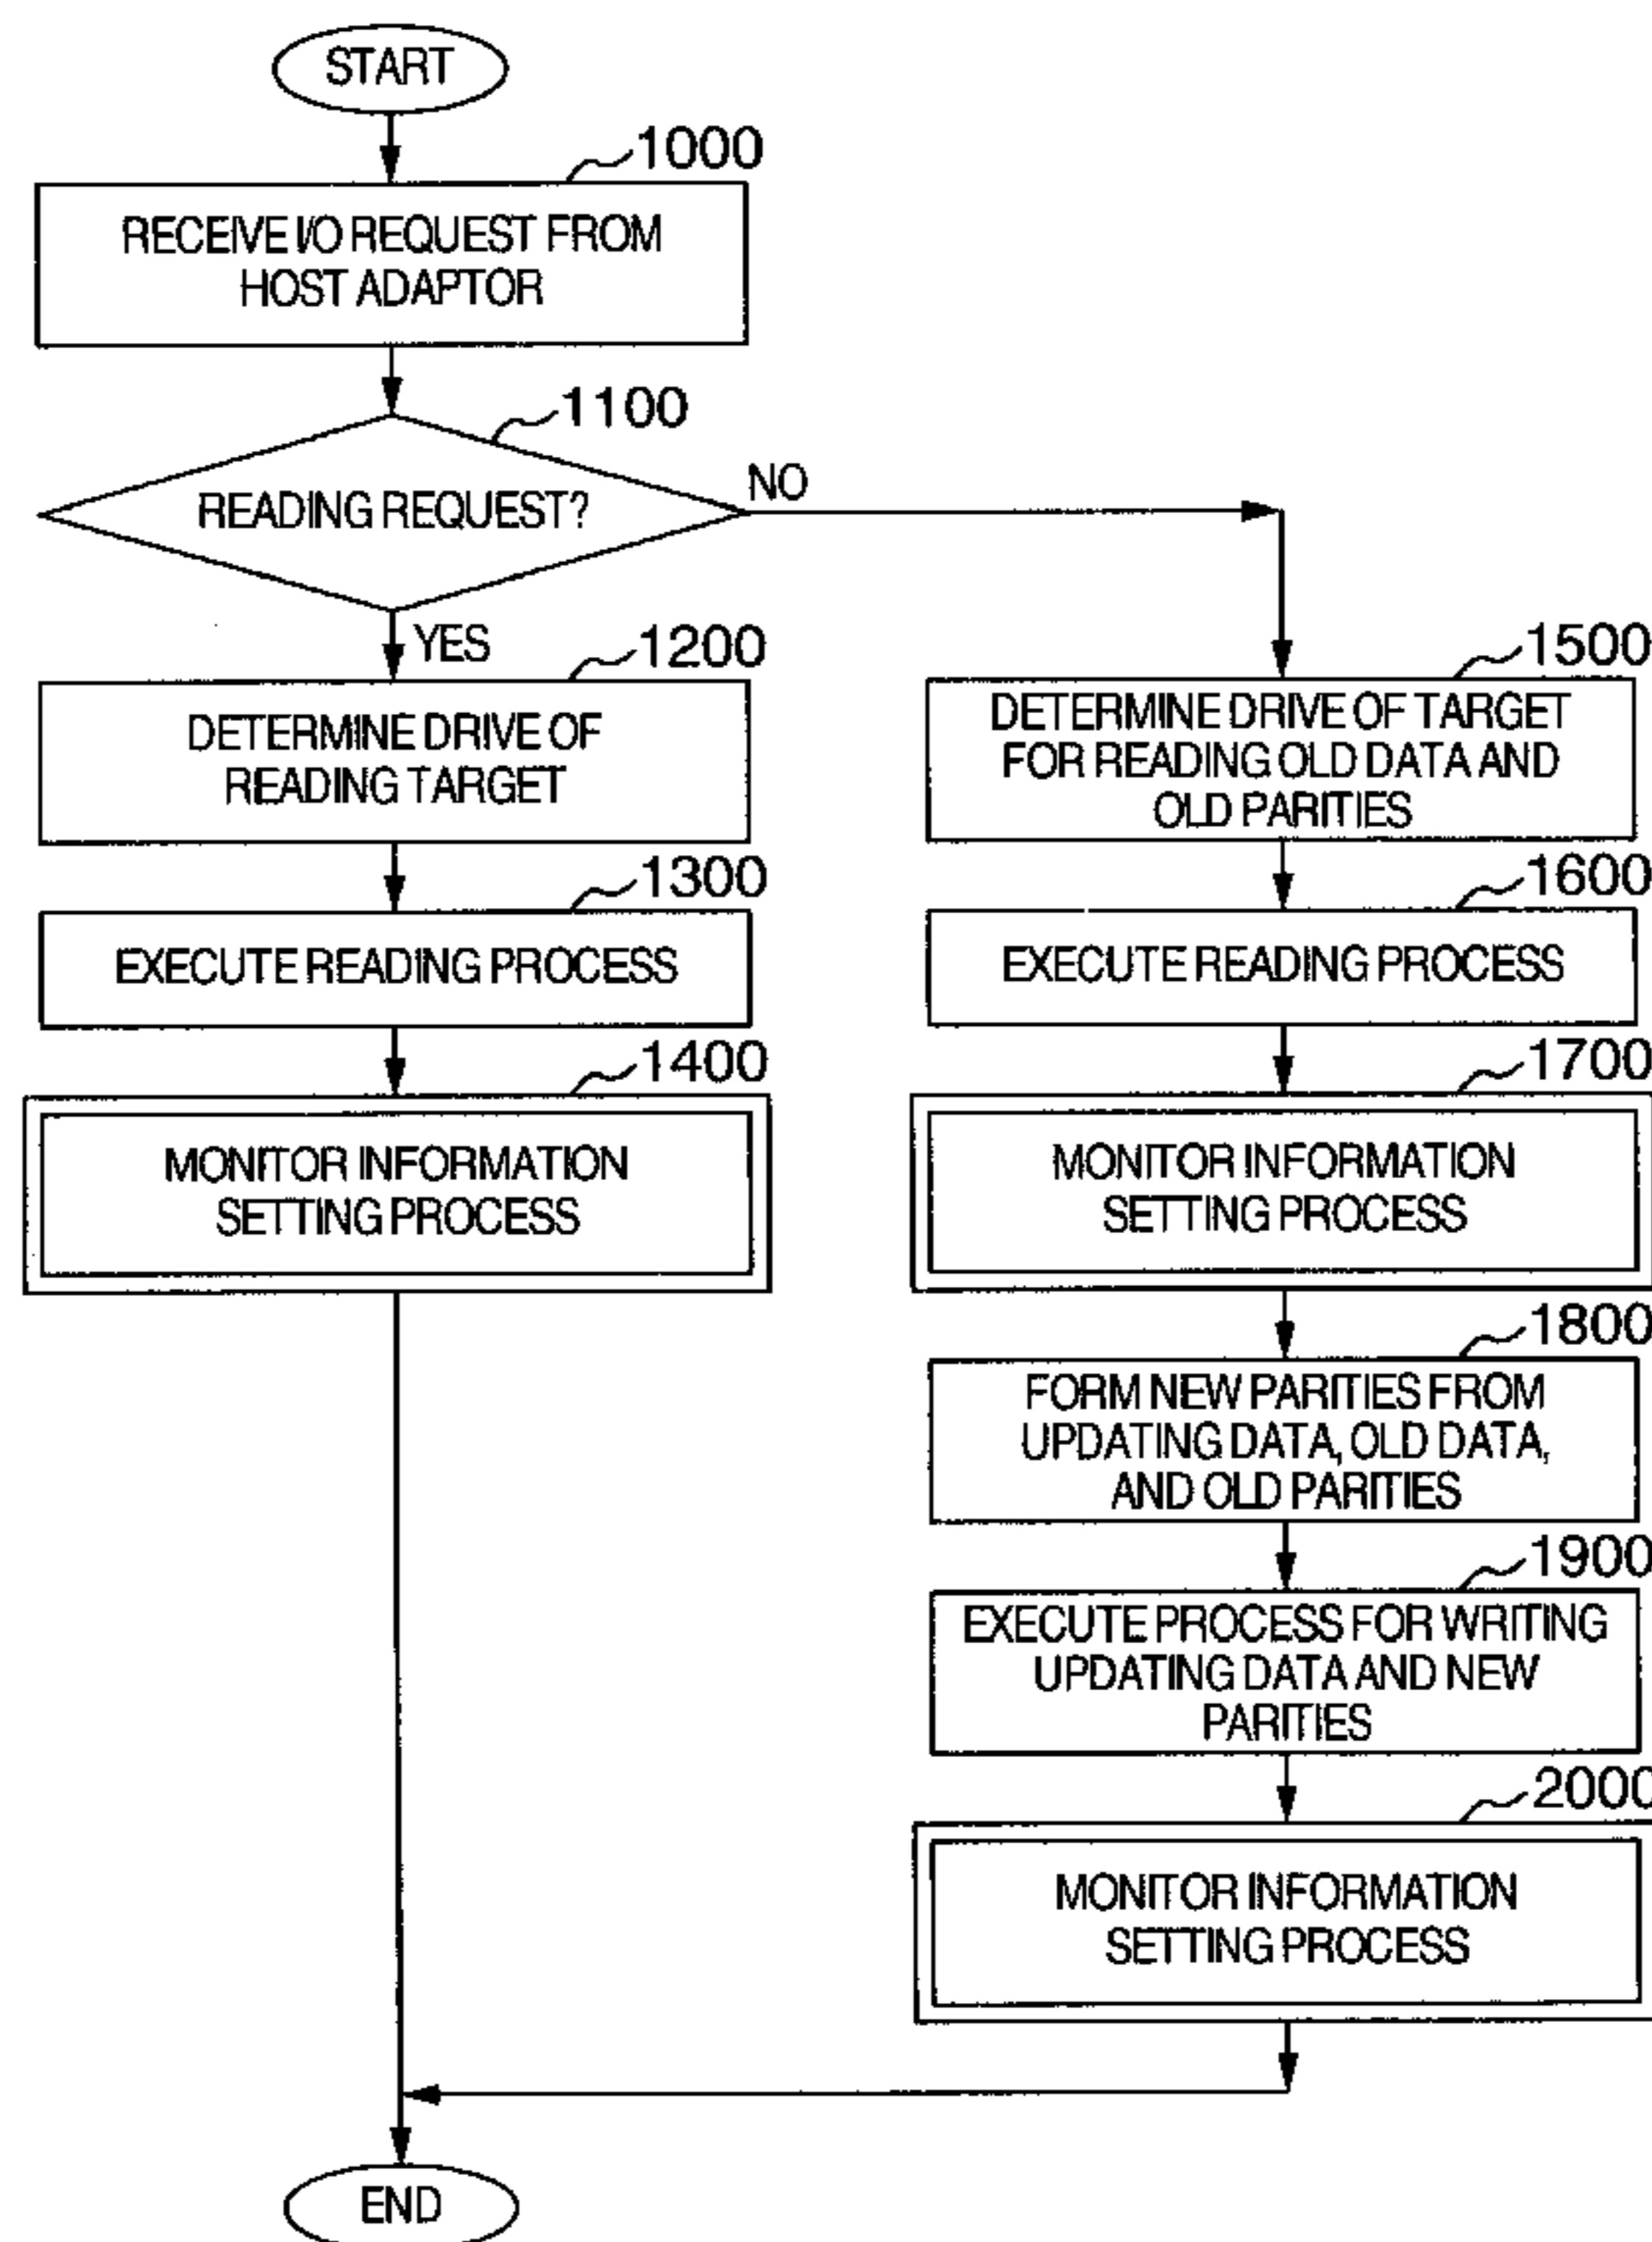 START
1000
RECEIVE I/O REQUEST FROM
HOST ADAPTOR
1100
READING REQUEST?
NO
YES
1200
DETERMINE DRIVE OF
READING TARGET
1300
EXECUTE READING PROCESS
1400
MONITOR INFORMATION
SETTING PROCESS
1500
DETERMINE DRIVE OF TARGET
FOR READING OLD DATA AND
OLD PARITIES
1600
EXECUTE READING PROCESS
1700
MONITOR INFORMATION
SETTING PROCESS
1800
FORM NEW PARITIES FROM
UPDATING DATA, OLD DATA,
AND OLD PARITIES
1900
EXECUTE PROCESS FOR WRITING
UPDATING DATA AND NEW
PARITIES
2000
MONITOR INFORMATION
SETTING PROCESS
END